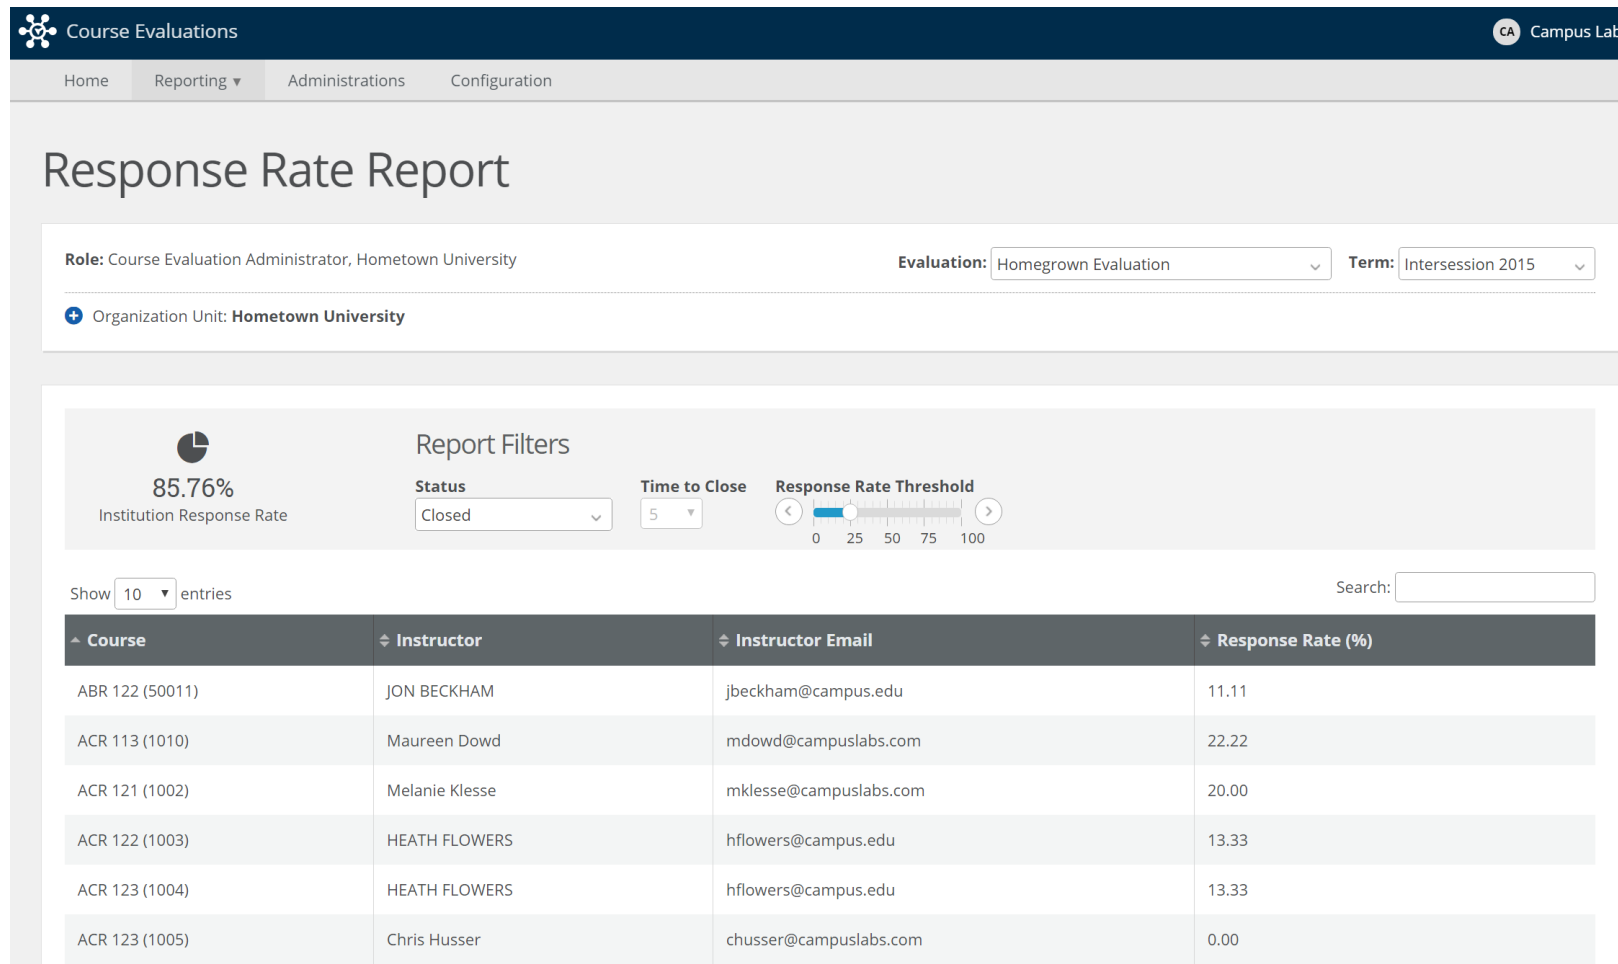 Course Evaluations
CA Campus Lab
Home Reporting ▾ Administrations Configuration
Response Rate Report
Role: Course Evaluation Administrator, Hometown University
Evaluation: Homegrown Evaluation Term: Intersession 2015
Organization Unit: Hometown University
85.76%
Institution Response Rate
Report Filters
Status Time to Close Response Rate Threshold
Closed 5
0 25 50 75 100
Show 10 entries Search:
Course Instructor Instructor Email Response Rate (%)
ABR 122 (50011) JON BECKHAM jbeckham@campus.edu 11.11
ACR 113 (1010) Maureen Dowd mdowd@campuslabs.com 22.22
ACR 121 (1002) Melanie Klesse mklesse@campuslabs.com 20.00
ACR 122 (1003) HEATH FLOWERS hflowers@campus.edu 13.33
ACR 123 (1004) HEATH FLOWERS hflowers@campus.edu 13.33
ACR 123 (1005) Chris Husser chusser@campuslabs.com 0.00